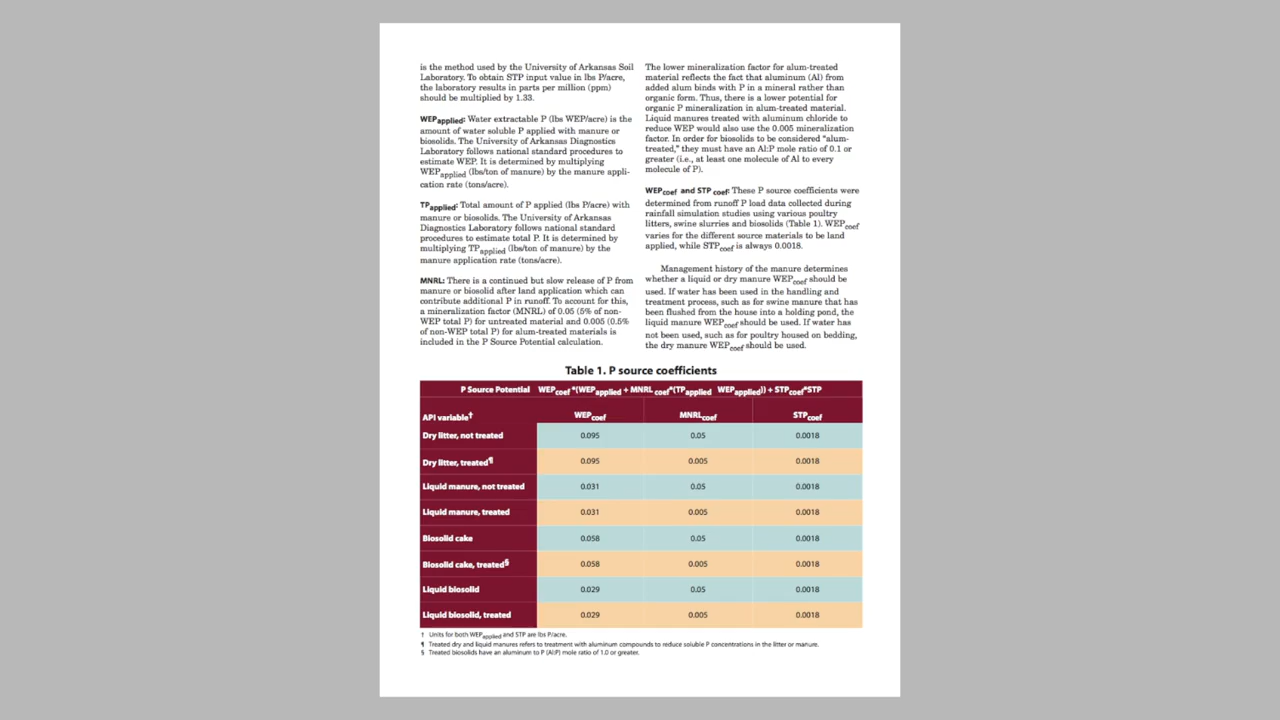 is the method used by the University of Arkansas Soil
Laboratory. To obtain STP input value in lbs P/acre,
the laboratory results in parts per million (ppm)
should be multiplied by 1.33.
WEPapplied: Water extractable P (lbs WEP/acre) is the
amount of water soluble P applied with manure or
biosolids. The University of Arkansas Diagnostics
Laboratory follows national standard procedures to
estimate WEP. It is determined by multiplying
WEPapplied (lbs/ton of manure) by the manure appli-
cation rate (tons/acre).
TPapplied: Total amount of P applied (lbs P/acre) with
manure or biosolids. The University of Arkansas
Diagnostics Laboratory follows national standard
procedures to estimate total P. It is determined by
multiplying TPapplied (lbs/ton of manure) by the
manure application rate (tons/acre).
MNRL: There is a continued but slow release of P from
manure or biosolid after land application which can
contribute additional P in runoff. To account for this,
a mineralization factor (MNRL) of 0.05 (5% of non-
WEP total P) for untreated material and 0.005 (0.5%
of non-WEP total P) for alum-treated materials is
included in the P Source Potential calculation.
The lower mineralization factor for alum-treated
material reflects the fact that aluminum (Al) from
added alum binds with P in a mineral rather than
organic form. Thus, there is a lower potential for
organic P mineralization in alum-treated material.
Liquid manures treated with aluminum chloride to
reduce WEP would also use the 0.005 mineralization
factor. In order for biosolids to be considered "alum-
treated," they must have an Al:P mole ratio of 0.1 or
greater (i.e., at least one molecule of Al to every
molecule of P).
WEPcoef and STP coef: These P source coefficients were
determined from runoff P load data collected during
rainfall simulation studies using various poultry
litters, swine slurries and biosolids (Table 1). WEPcoef
varies for the different source materials to be land
applied, while STPcoef is always 0.0018.
Management history of the manure determines
whether a liquid or dry manure WEPcoef should be
used. If water has been used in the handling and
treatment process, such as for swine manure that has
been flushed from the house into a holding pond, the
liquid manure WEPcoef should be used. If water has
not been used, such as for poultry housed on bedding,
the dry manure WEPcoef should be used.
Table 1. P source coefficients
P Source Potential WEPcoef *(WEPapplied + MNRL coef*(TPapplied WEPapplied)) + STPcoef*STP
API variable† WEPcoef MNRLcoef STPcoef
Dry litter, not treated 0.095 0.05 0.0018
Dry litter, treated¶ 0.095 0.005 0.0018
Liquid manure, not treated 0.031 0.05 0.0018
Liquid manure, treated 0.031 0.005 0.0018
Biosolid cake 0.058 0.05 0.0018
Biosolid cake, treated§ 0.058 0.005 0.0018
Liquid biosolid 0.029 0.05 0.0018
Liquid biosolid, treated 0.029 0.005 0.0018
† Units for both WEPapplied and STP are lbs P/acre.
¶ Treated dry and liquid manures refers to treatment with aluminum compounds to reduce soluble P concentrations in the litter or manure.
§ Treated biosolids have an aluminum to P (Al:P) mole ratio of 1.0 or greater.